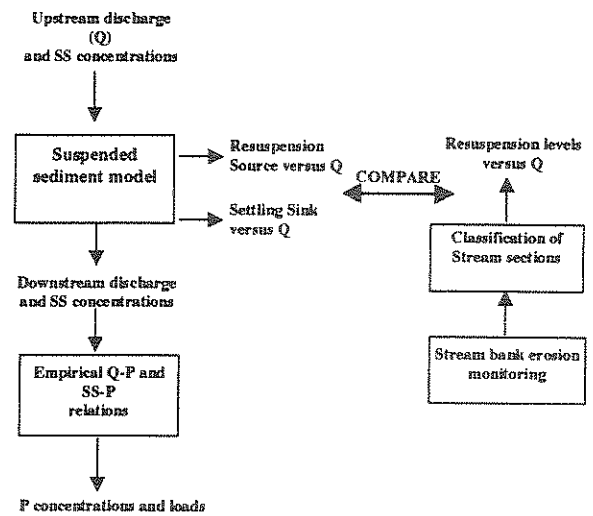 Upstream discharge
(Q)
and SS concentrations
Suspended
sediment model
Resuspension
Source versus Q
Settling Sink
versus Q
COMPARE
Resuspension levels
versus Q
Classification of
Stream sections
Stream bank erosion
monitoring
Downstream discharge
and SS concentrations
Empirical Q-P and
SS-P
relations
P concentrations and loads